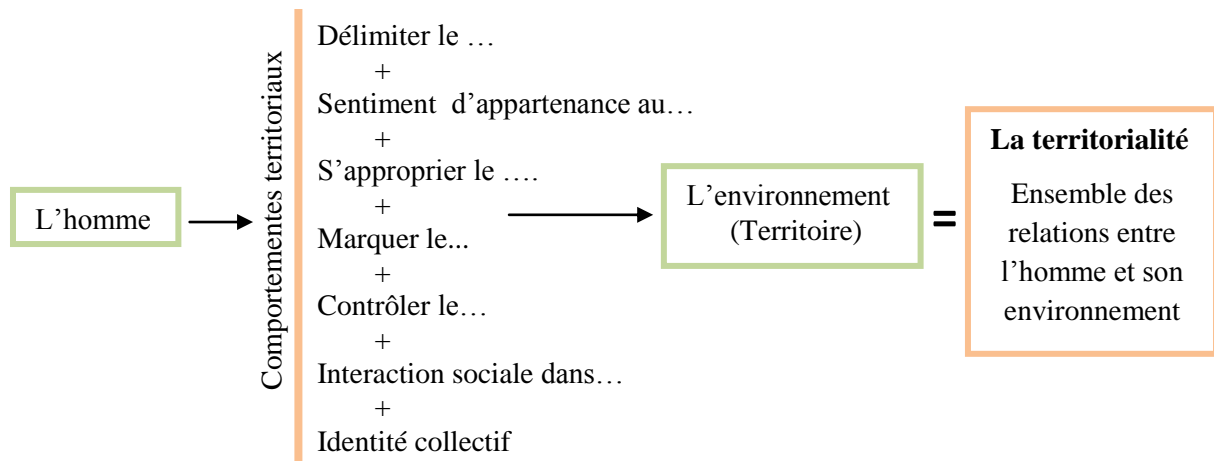 L’homme
Comportementes territoriaux
Délimiter le …
+
Sentiment d’appartenance au…
+
S’approprier le ….
+
Marquer le...
+
Contrôler le…
+
Interaction sociale dans…
+
Identité collectif
L’environnement
(Territoire)
=
La territorialité
Ensemble des
relations entre
l’homme et son
environnement